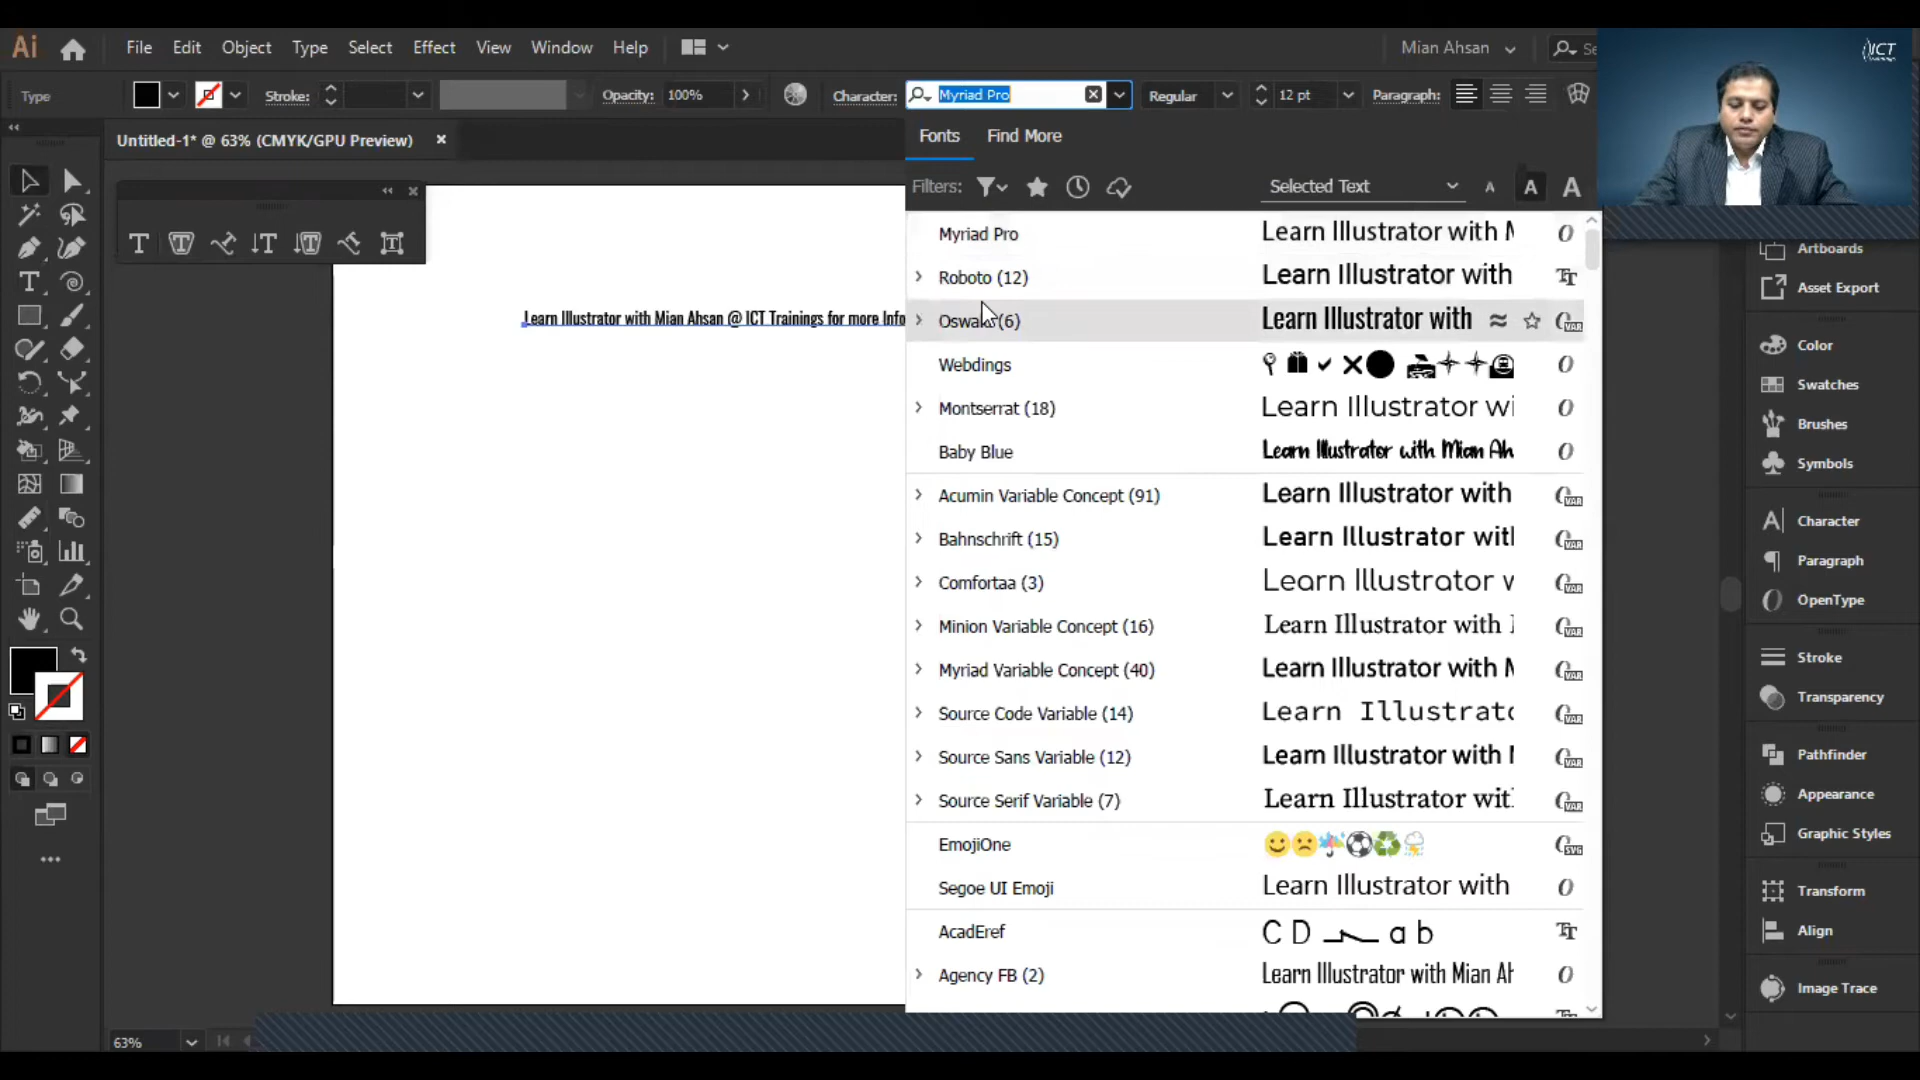 Ai File Edit Object Type Select Effect View Window Help Mian Ahsan Se
ICT
Type Stroke: Opacity: 100% Character: Myriad Pro Regular 12 pt Paragraph:
Untitled-1* @ 63% (CMYK/GPU Preview)
Fonts Find More
Filters: Selected Text A A A
Learn Illustrator with Mian Ahsan @ ICT Trainings for more Info
Myriad Pro Learn Illustrator with M
Roboto (12) Learn Illustrator with
Oswald (6) Learn Illustrator with
Webdings
Montserrat (18) Learn Illustrator wi
Baby Blue Learn Illustrator with Mian Ah
Acumin Variable Concept (91) Learn Illustrator with
Bahnschrift (15) Learn Illustrator with
Comfortaa (3) Learn Illustrator w
Minion Variable Concept (16) Learn Illustrator with
Myriad Variable Concept (40) Learn Illustrator with M
Source Code Variable (14) Learn Illustrato
Source Sans Variable (12) Learn Illustrator with
Source Serif Variable (7) Learn Illustrator with
EmojiOne
Segoe UI Emoji Learn Illustrator with
AcadEref C D a b
Agency FB (2) Learn Illustrator with Mian Ah
Artboards
Asset Export
Color
Swatches
Brushes
Symbols
Character
Paragraph
OpenType
Stroke
Transparency
Pathfinder
Appearance
Graphic Styles
Transform
Align
Image Trace
63%